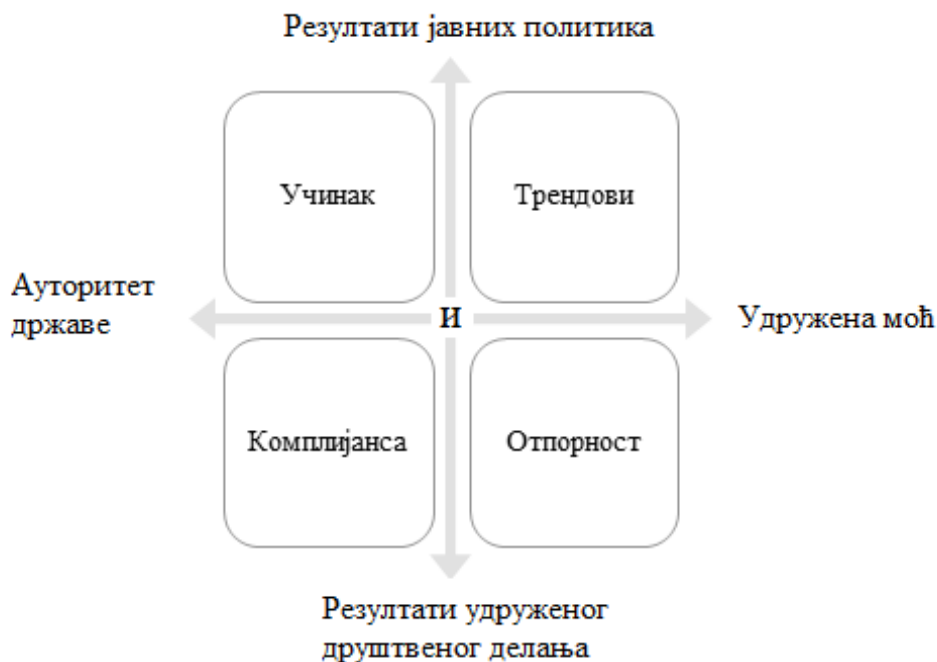 Резултати јавних политика
Учинак
Трендови
Ауторитет
државе
И
Удружена моћ
Комплијанса
Отпорност
Резултати удруженог
друштвеног делања